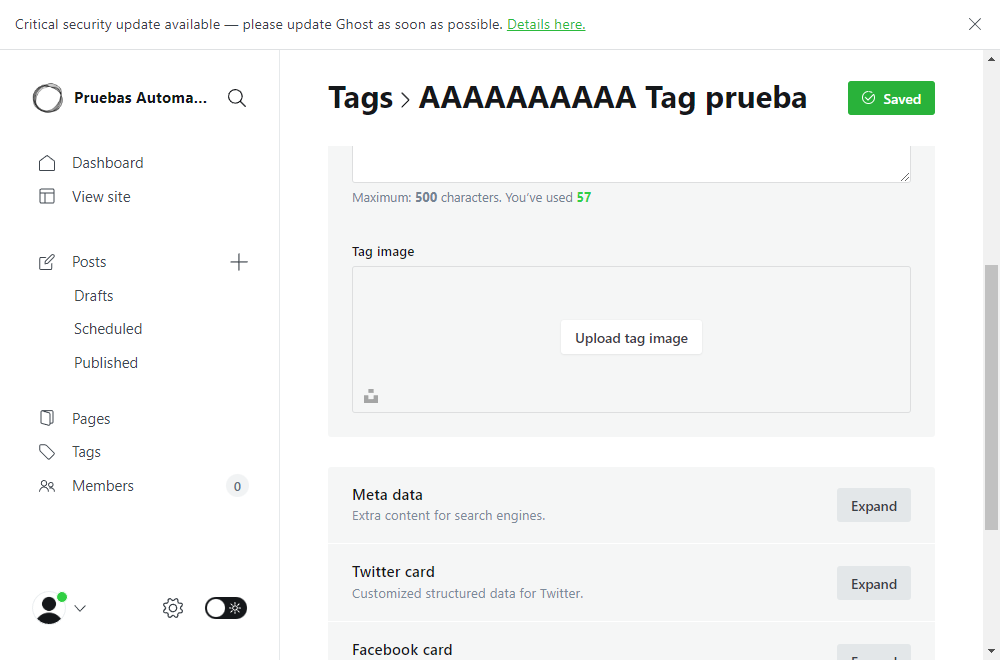 Critical security update available — please update Ghost as soon as possible. Details here.
Pruebas Automa...
Dashboard
View site
Posts
Drafts
Scheduled
Published
Pages
Tags
Members
0
Tags > AAAAAAAAAA Tag prueba
Saved
Maximum: 500 characters. You've used 57
Tag image
Upload tag image
Meta data
Extra content for search engines.
Expand
Twitter card
Customized structured data for Twitter.
Expand
Facebook card
Expand